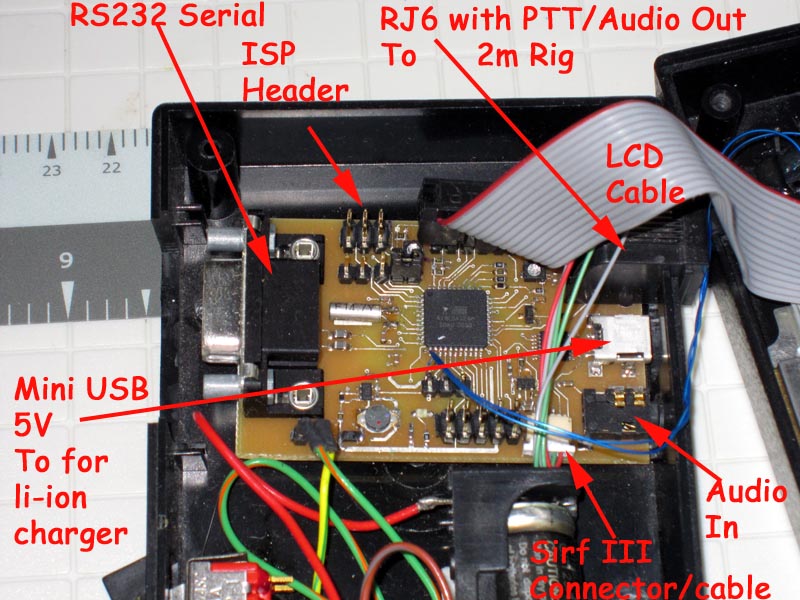 RS232 Serial
ISP
Header
RJ6 with PTT/Audio Out
To 2m Rig
LCD
Cable
23 22
9
Mini USB
5V
To for
li-ion
charger
Audio
In
Sirf III
Connector/cable